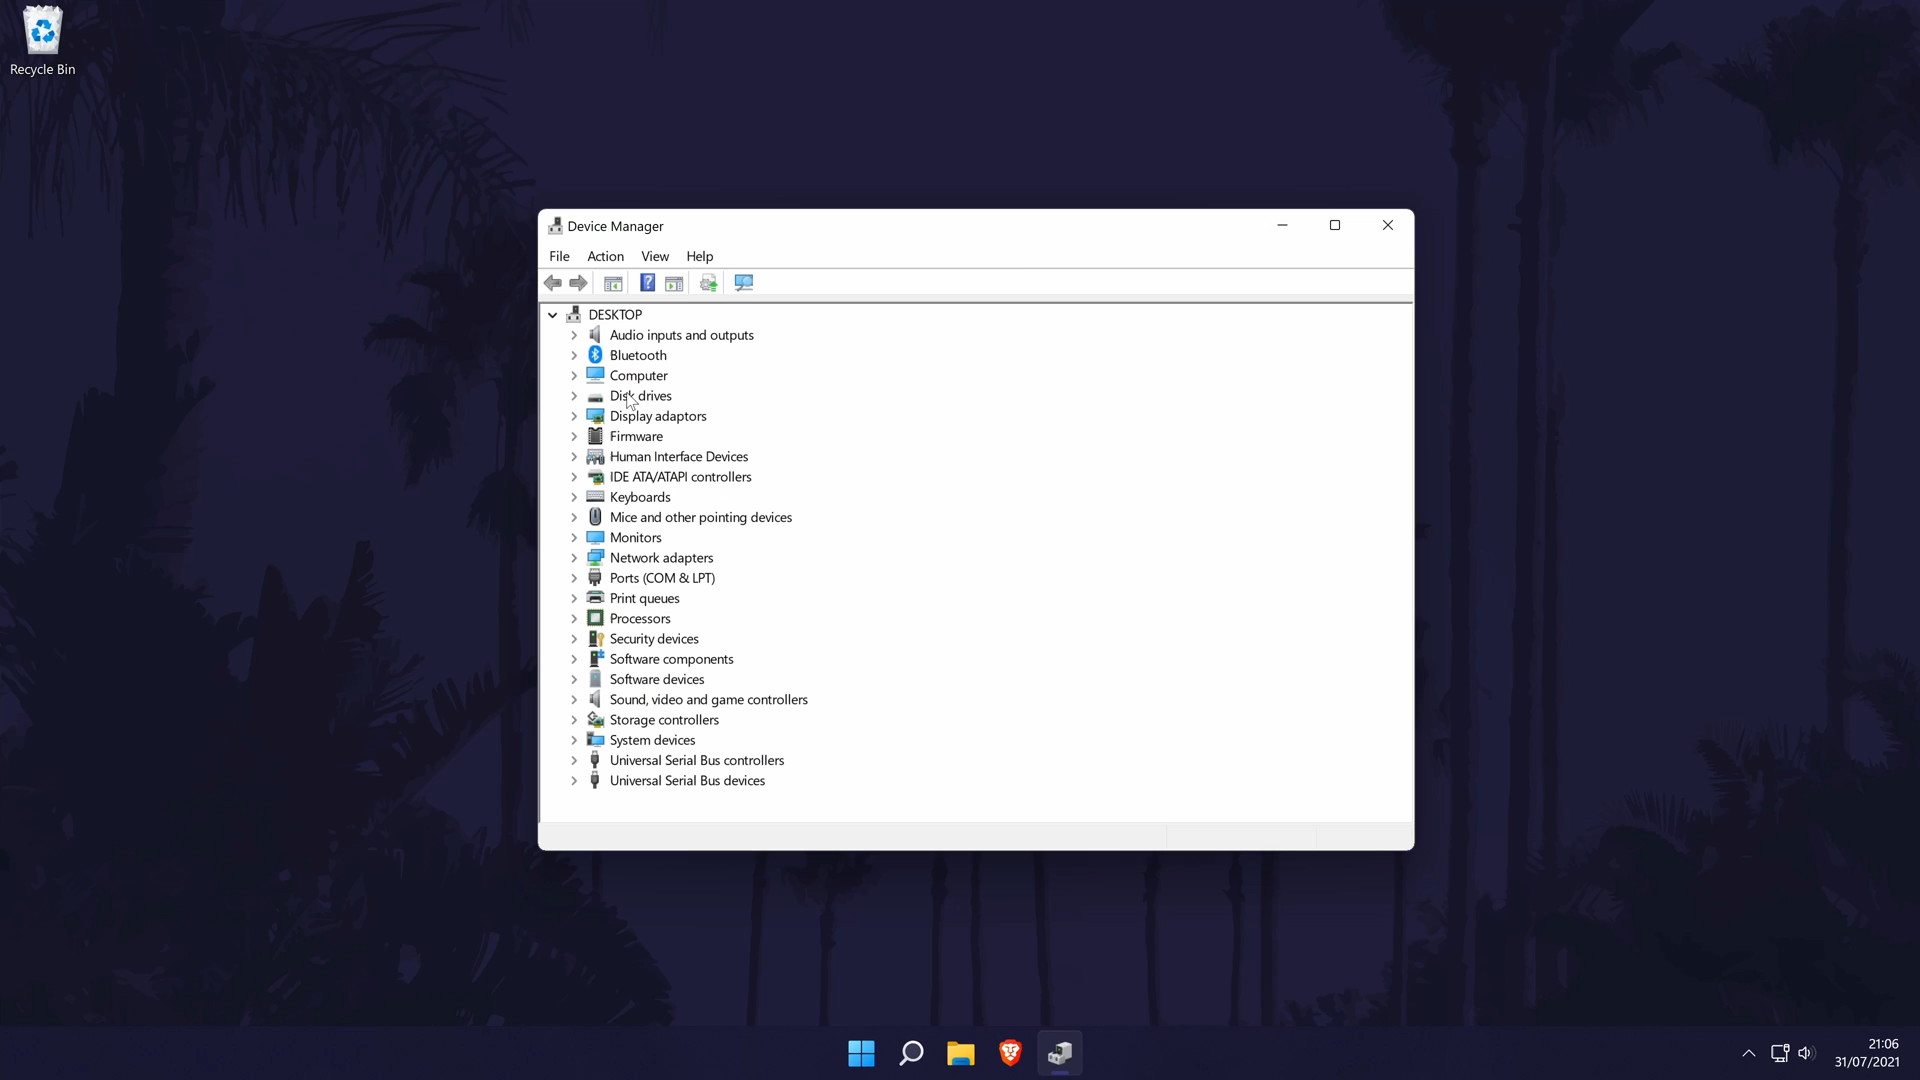 Recycle Bin
Device Manager
File Action View Help
DESKTOP
Audio inputs and outputs
Bluetooth
Computer
Disk drives
Display adaptors
Firmware
Human Interface Devices
IDE ATA/ATAPI controllers
Keyboards
Mice and other pointing devices
Monitors
Network adapters
Ports (COM & LPT)
Print queues
Processors
Security devices
Software components
Software devices
Sound, video and game controllers
Storage controllers
System devices
Universal Serial Bus controllers
Universal Serial Bus devices
21:06
31/07/2021